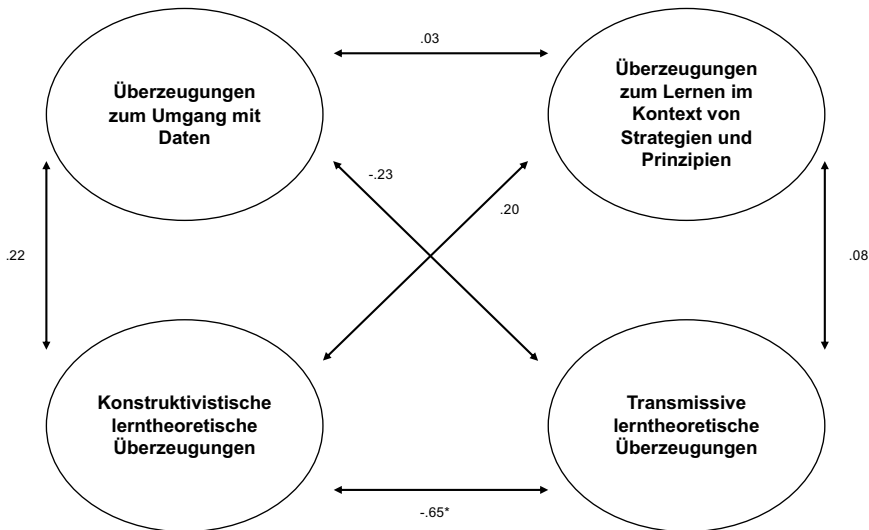 .03
Überzeugungen
zum Umgang mit
Daten
Überzeugungen
zum Lernen im
Kontext von
Strategien und
Prinzipien
-.23
.20
.22
.08
Konstruktivistische
lerntheoretische
Überzeugungen
Transmissive
lerntheoretische
Überzeugungen
-.65*